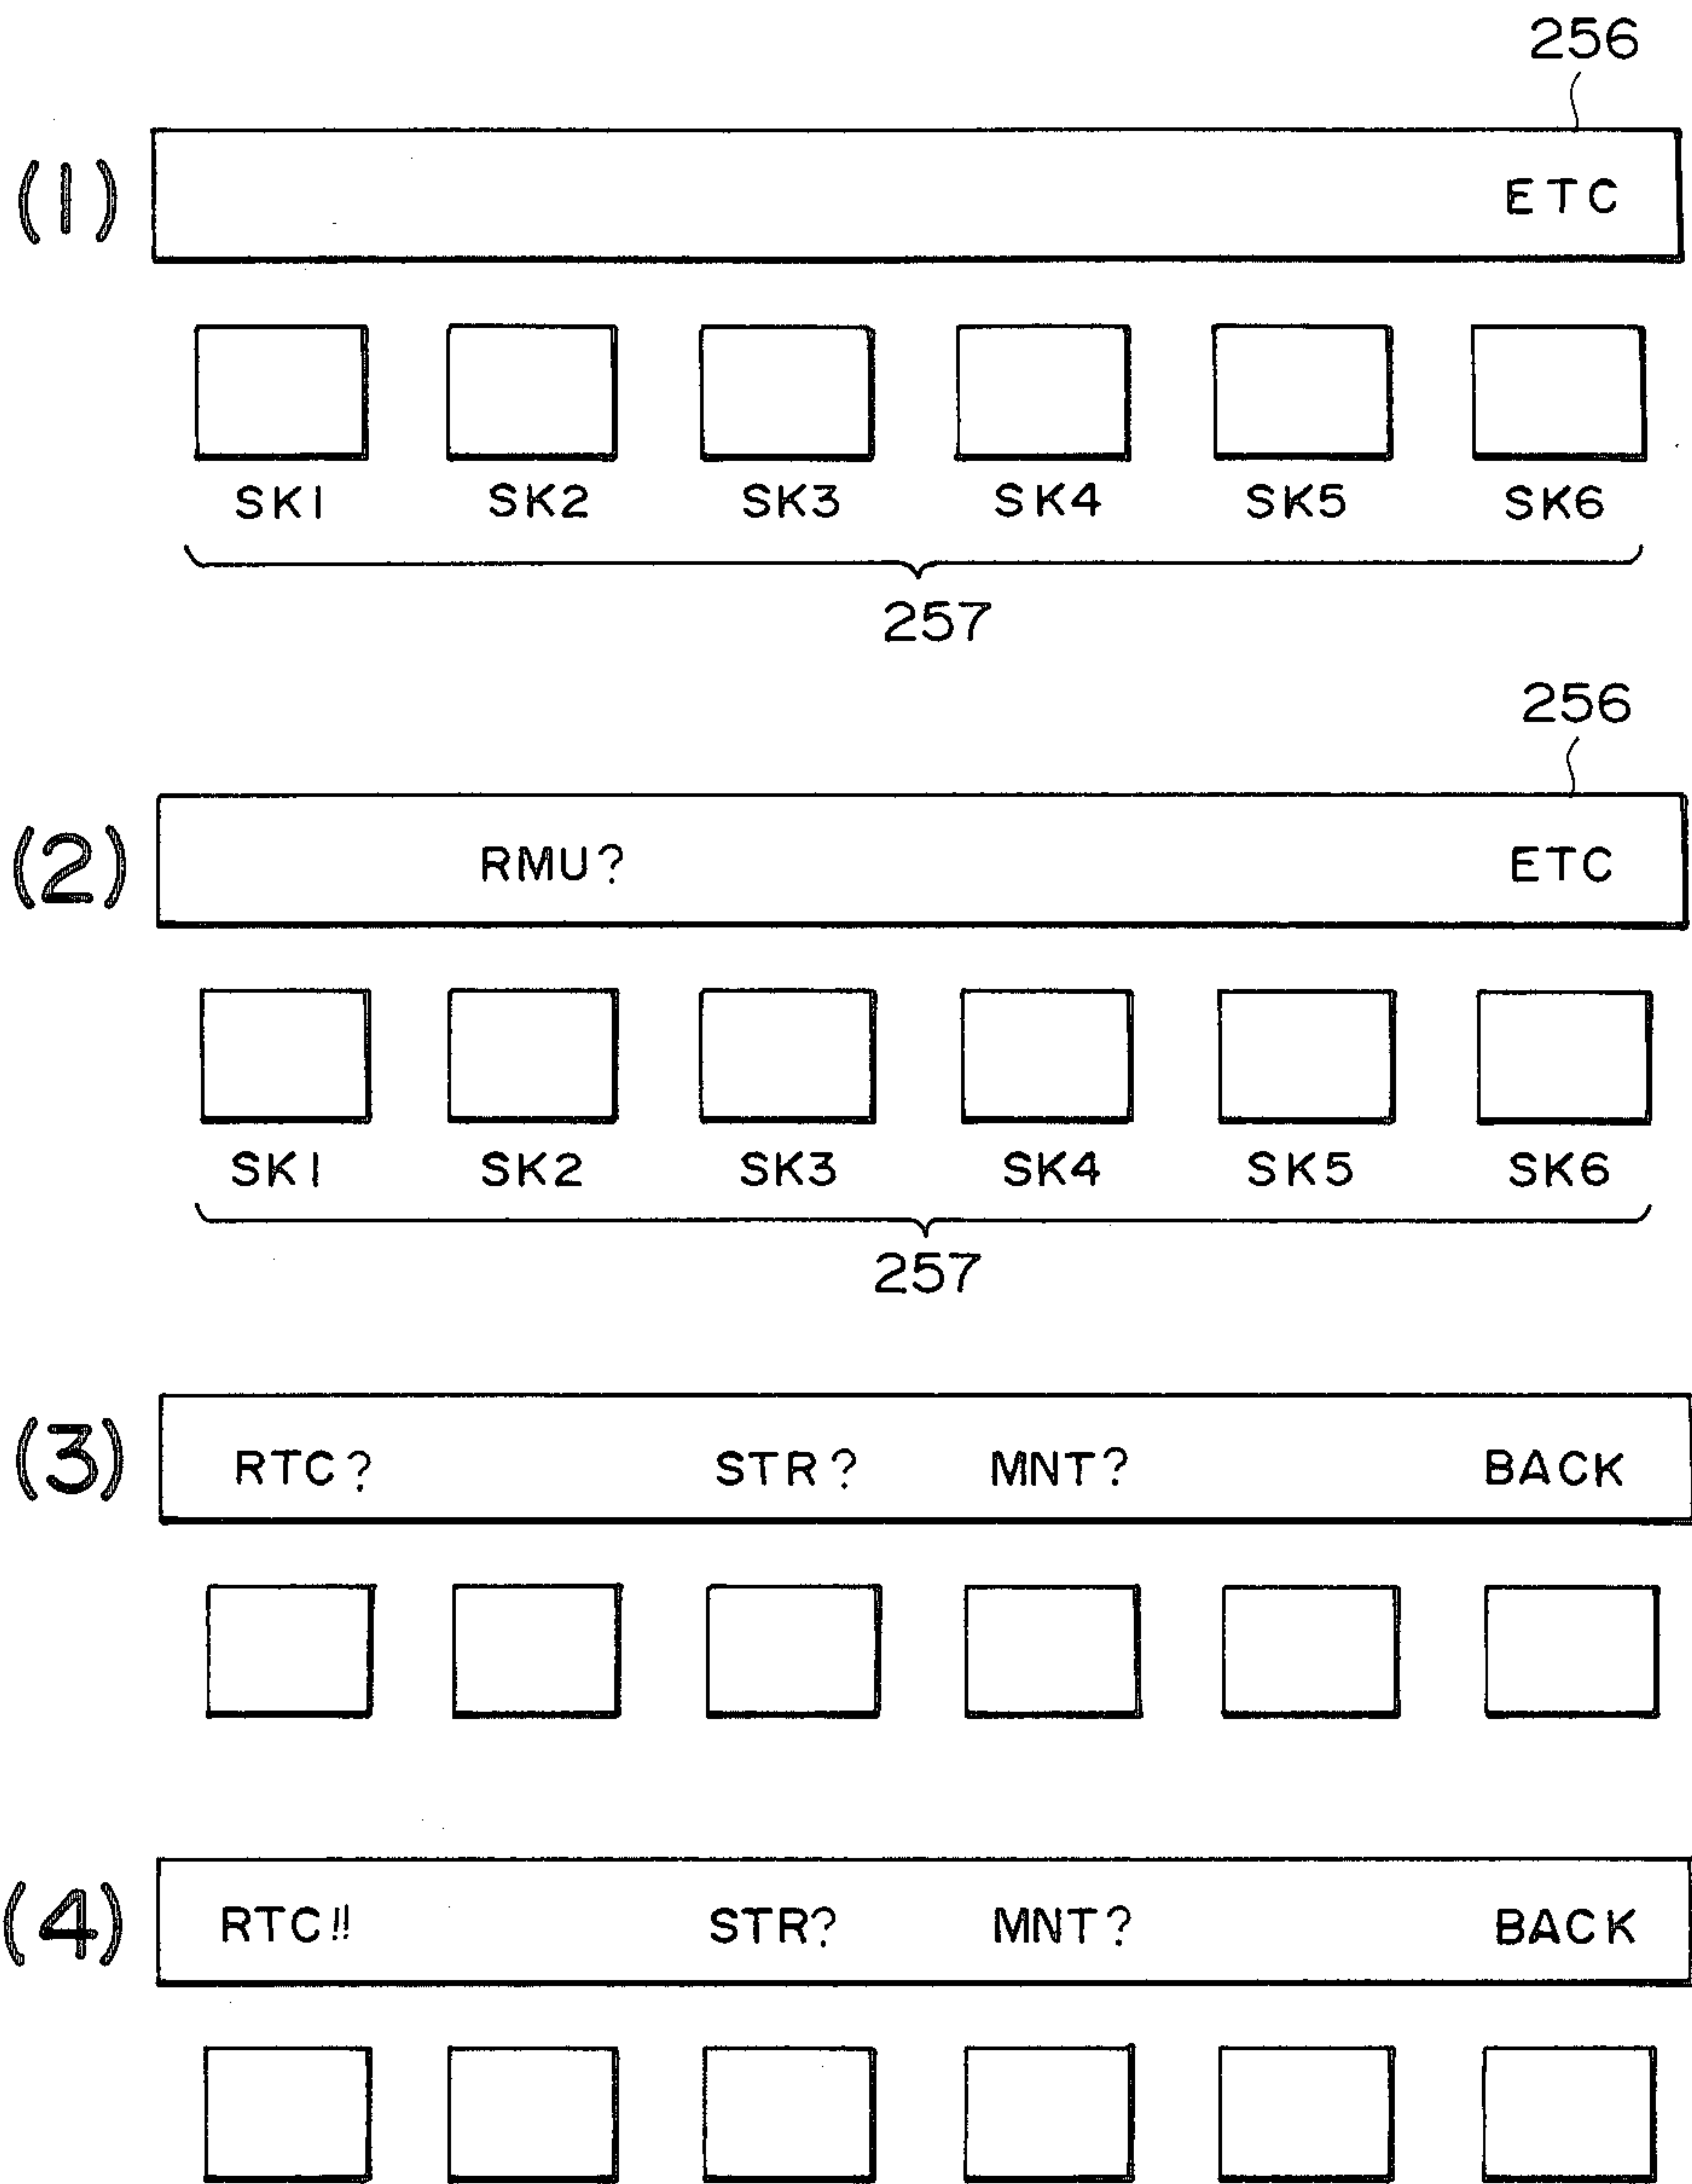 256
(1) ETC
SK1 SK2 SK3 SK4 SK5 SK6
257
256
(2) RMU? ETC
SK1 SK2 SK3 SK4 SK5 SK6
257
(3) RTC? STR? MNT? BACK
(4) RTC!! STR? MNT? BACK